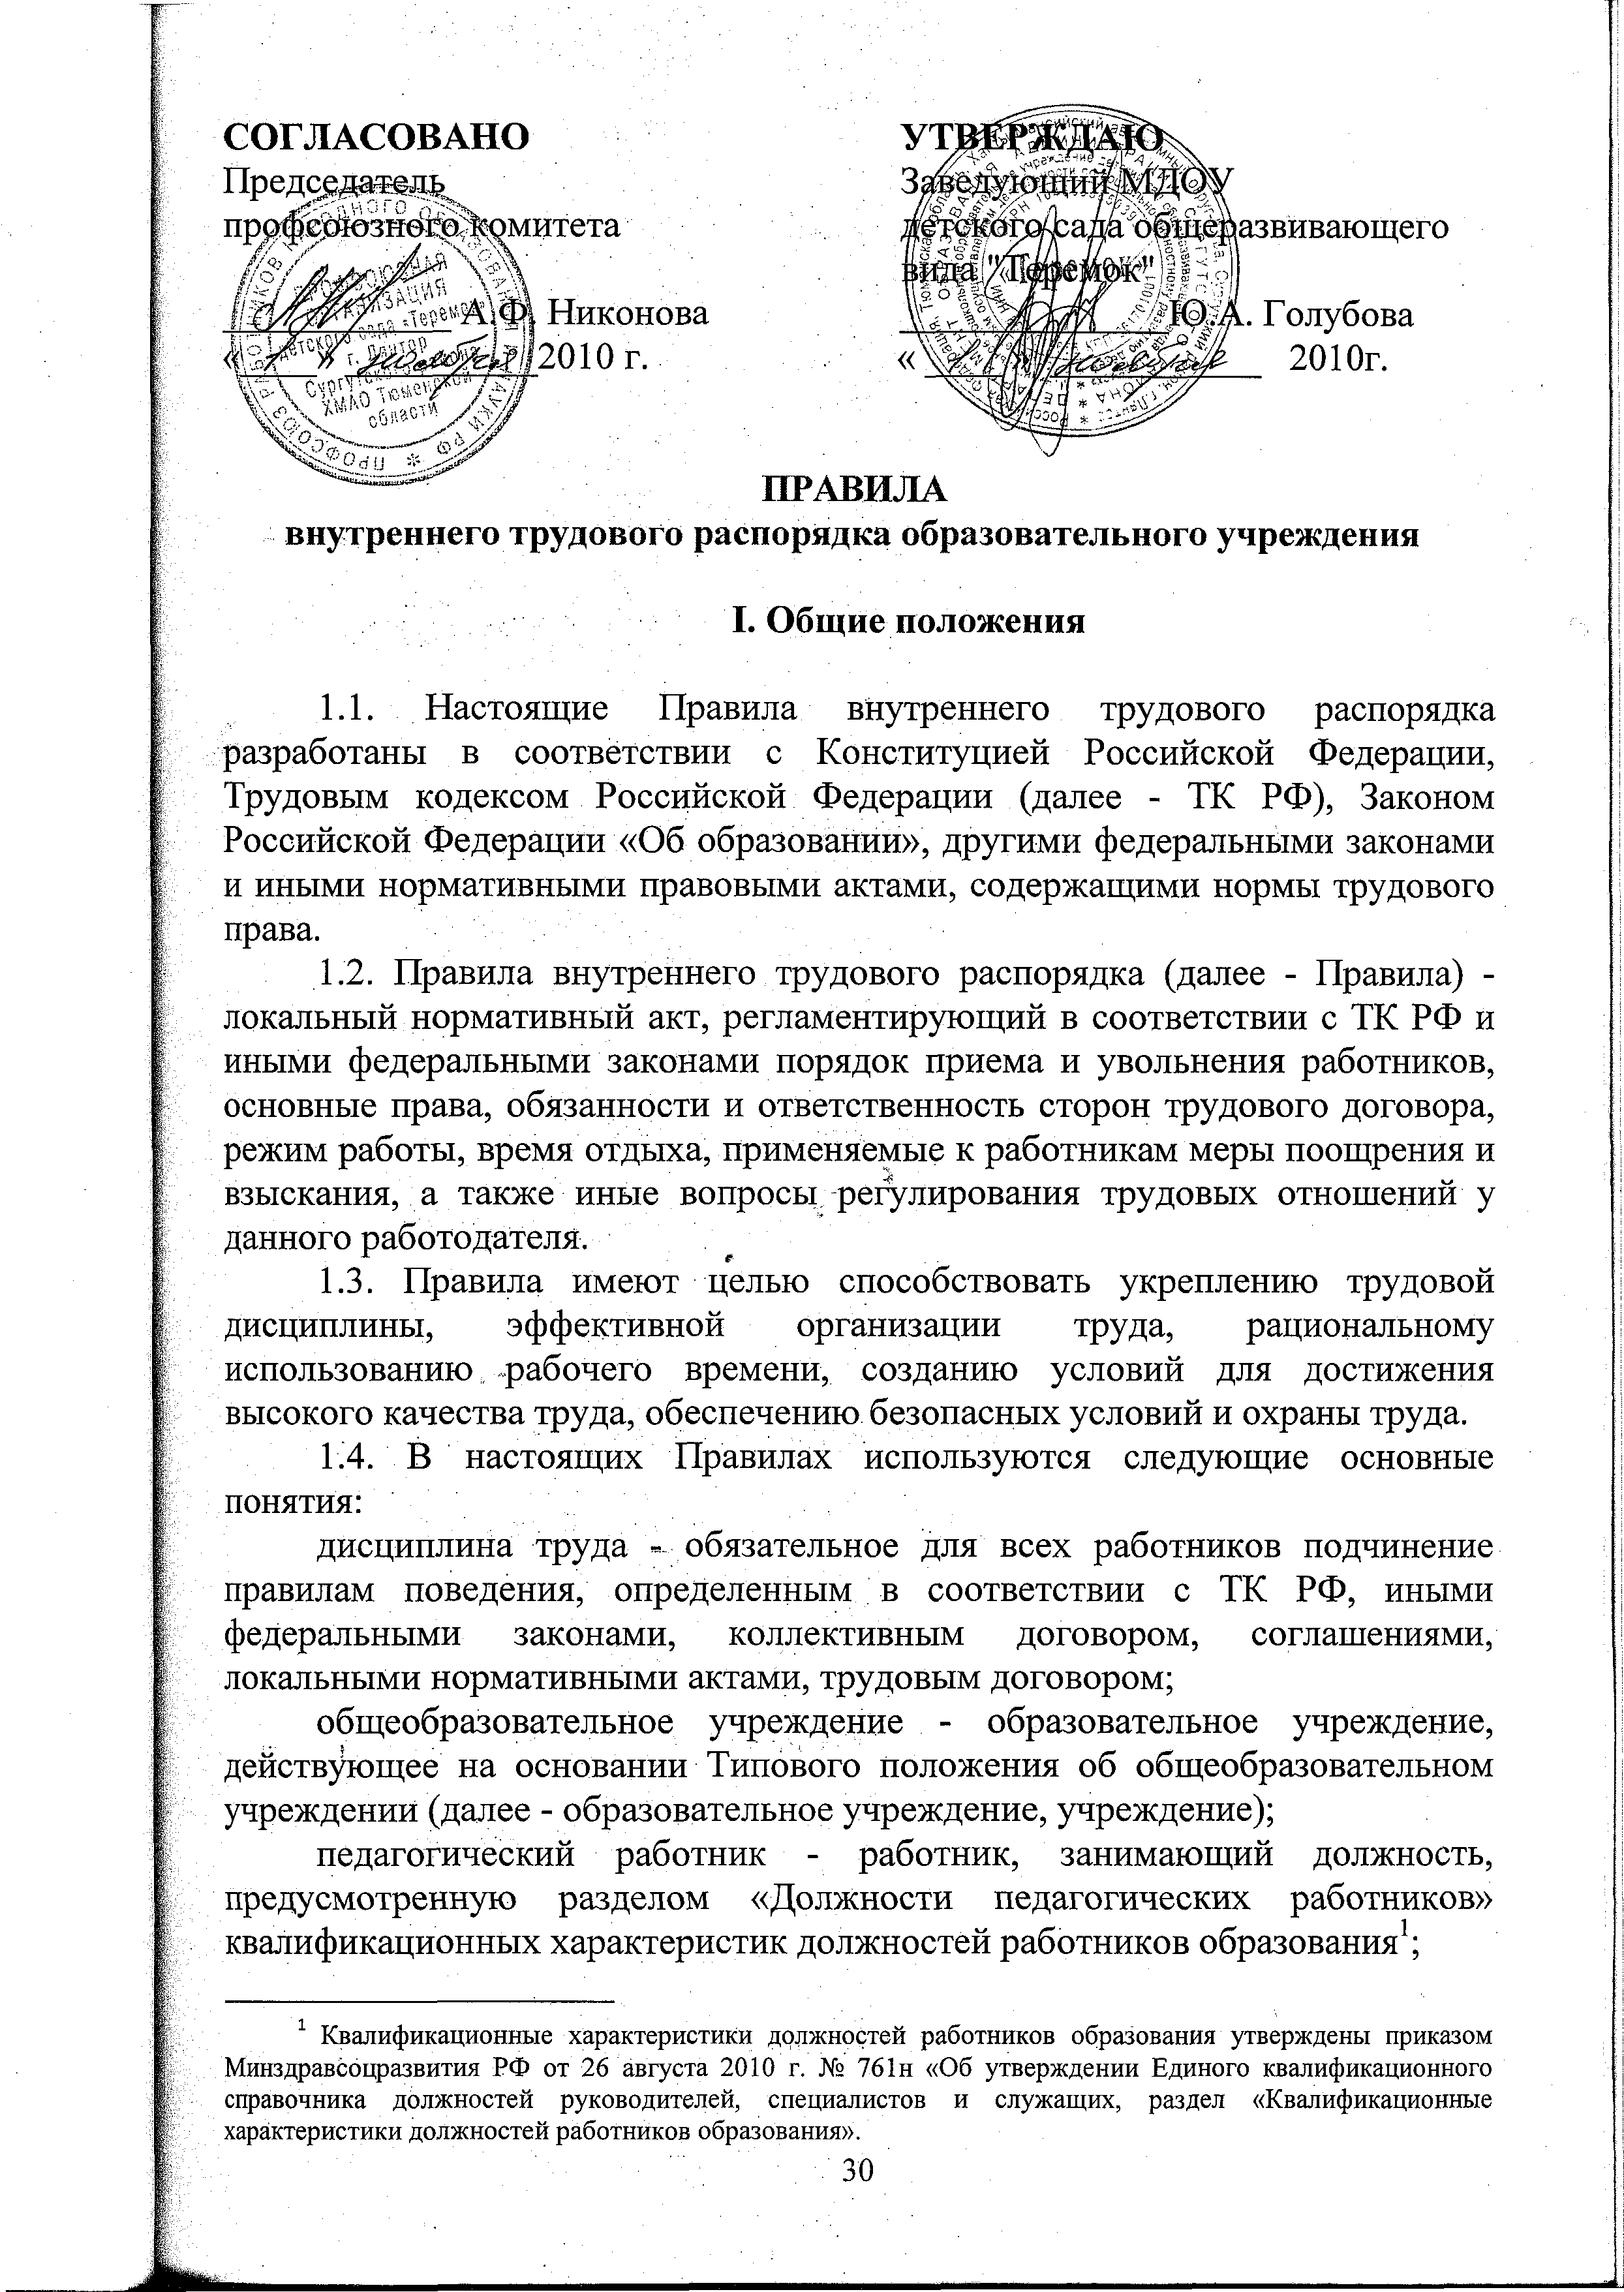 СОГЛАСОВАНО
Председатель
профсоюзного комитета
А.Ф. Никонова
« 1 » ноября 2010 г.
УТВЕРЖДАЮ
Заведующий МДОУ
детского сада общеразвивающего
вида "Теремок"
Ю.А. Голубова
« » ноября 2010г.
ПРАВИЛА
внутреннего трудового распорядка образовательного учреждения
I. Общие положения
1.1. Настоящие Правила внутреннего трудового распорядка
разработаны в соответствии с Конституцией Российской Федерации,
Трудовым кодексом Российской Федерации (далее - ТК РФ), Законом
Российской Федерации «Об образовании», другими федеральными законами
и иными нормативными правовыми актами, содержащими нормы трудового
права.
1.2. Правила внутреннего трудового распорядка (далее - Правила) -
локальный нормативный акт, регламентирующий в соответствии с ТК РФ и
иными федеральными законами порядок приема и увольнения работников,
основные права, обязанности и ответственность сторон трудового договора,
режим работы, время отдыха, применяемые к работникам меры поощрения и
взыскания, а также иные вопросы регулирования трудовых отношений у
данного работодателя.
1.3. Правила имеют целью способствовать укреплению трудовой
дисциплины, эффективной организации труда, рациональному
использованию рабочего времени, созданию условий для достижения
высокого качества труда, обеспечению безопасных условий и охраны труда.
1.4. В настоящих Правилах используются следующие основные
понятия:
дисциплина труда - обязательное для всех работников подчинение
правилам поведения, определенным в соответствии с ТК РФ, иными
федеральными законами, коллективным договором, соглашениями,
локальными нормативными актами, трудовым договором;
общеобразовательное учреждение - образовательное учреждение,
действующее на основании Типового положения об общеобразовательном
учреждении (далее - образовательное учреждение, учреждение);
педагогический работник - работник, занимающий должность,
предусмотренную разделом «Должности педагогических работников»
квалификационных характеристик должностей работников образования¹;
¹ Квалификационные характеристики должностей работников образования утверждены приказом
Минздравсоцразвития РФ от 26 августа 2010 г. № 761н «Об утверждении Единого квалификационного
справочника должностей руководителей, специалистов и служащих, раздел «Квалификационные
характеристики должностей работников образования».
30